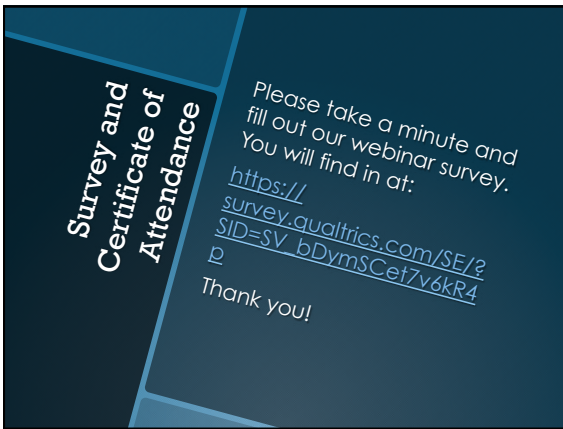 Survey and
Certificate of
Attendance
Please take a minute and
fill out our webinar survey.
You will find in at:
https://
survey.qualtrics.com/SE/?
SID=SV_bDymSCet7v6kR4
p
Thank you!